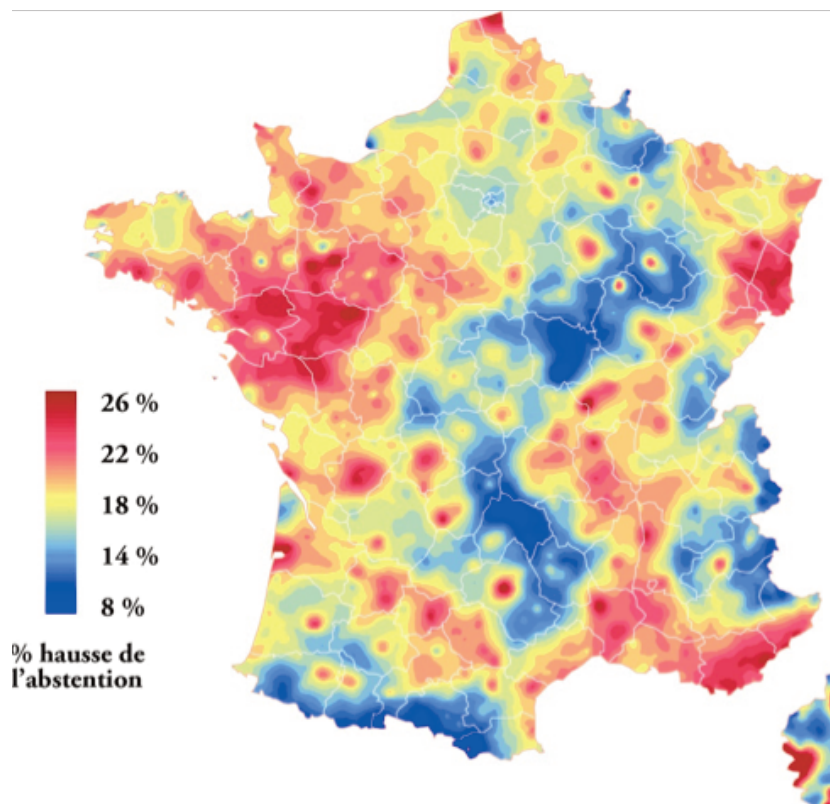 26 %
22 %
18 %
14 %
8 %
% hausse de
l’abstention